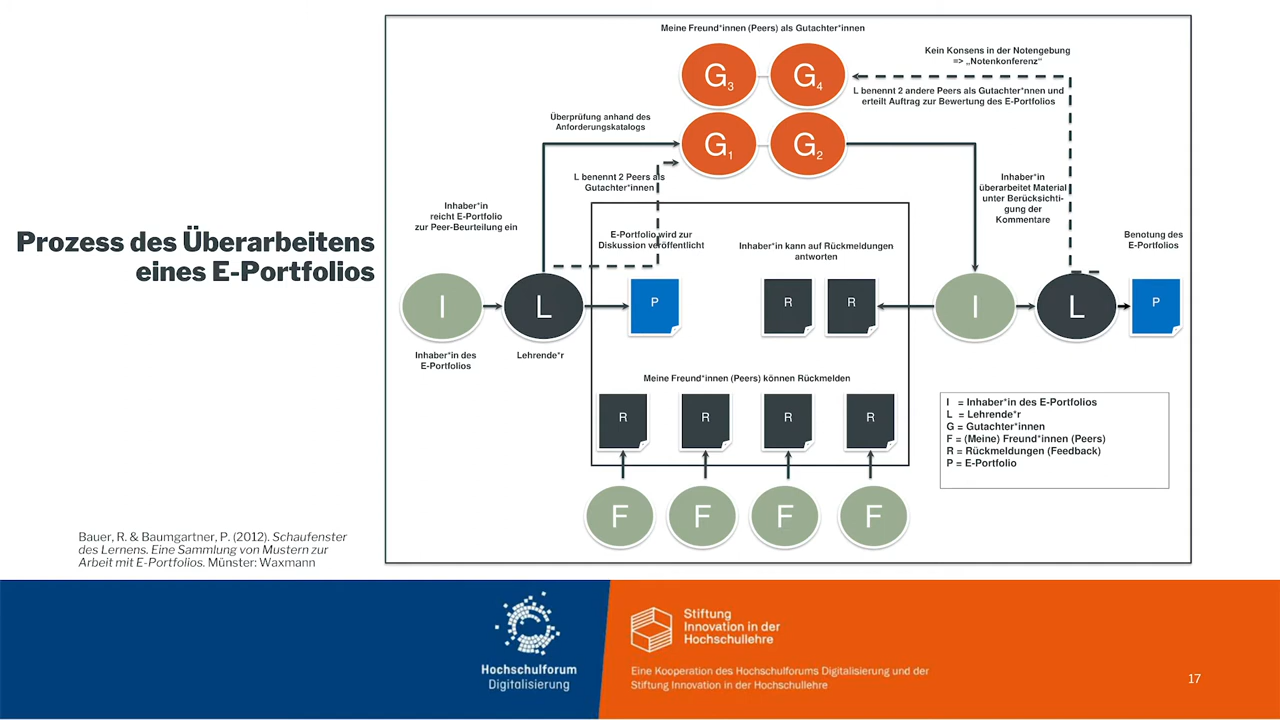 Prozess des Überarbeitens
eines E-Portfolios
Bauer, R. & Baumgartner, P. (2012). Schaufenster
des Lernens. Eine Sammlung von Mustern zur
Arbeit mit E-Portfolios. Münster: Waxmann
Meine Freund*innen (Peers) als Gutachter*innen
G3
G4
G1
G2
Kein Konsens in der Notengebung
=> „Notenkonferenz“
L benennt 2 andere Peers als Gutachter*nnen und
erteilt Auftrag zur Bewertung des E-Portfolios
Überprüfung anhand des
Anforderungskatalogs
L benennt 2 Peers als
Gutachter*innen
Inhaber*in
reicht E-Portfolio
zur Peer-Beurteilung ein
Inhaber*in
überarbeitet Material
unter Berücksichti-
gung der
Kommentare
E-Portfolio wird zur
Diskussion veröffentlicht
Inhaber*in kann auf Rückmeldungen
antworten
Benotung des
E-Portfolios
I
L
P
R
R
I
L
P
Inhaber*in des
E-Portfolios
Lehrende*r
Meine Freund*innen (Peers) können Rückmelden
R
R
R
R
F
F
F
F
I = Inhaber*in des E-Portfolios
L = Lehrende*r
G = Gutachter*innen
F = (Meine) Freund*innen (Peers)
R = Rückmeldungen (Feedback)
P = E-Portfolio
Hochschulforum
Digitalisierung
Stiftung
Innovation in der
Hochschullehre
Eine Kooperation des Hochschulforums Digitalisierung und der
Stiftung Innovation in der Hochschullehre
17